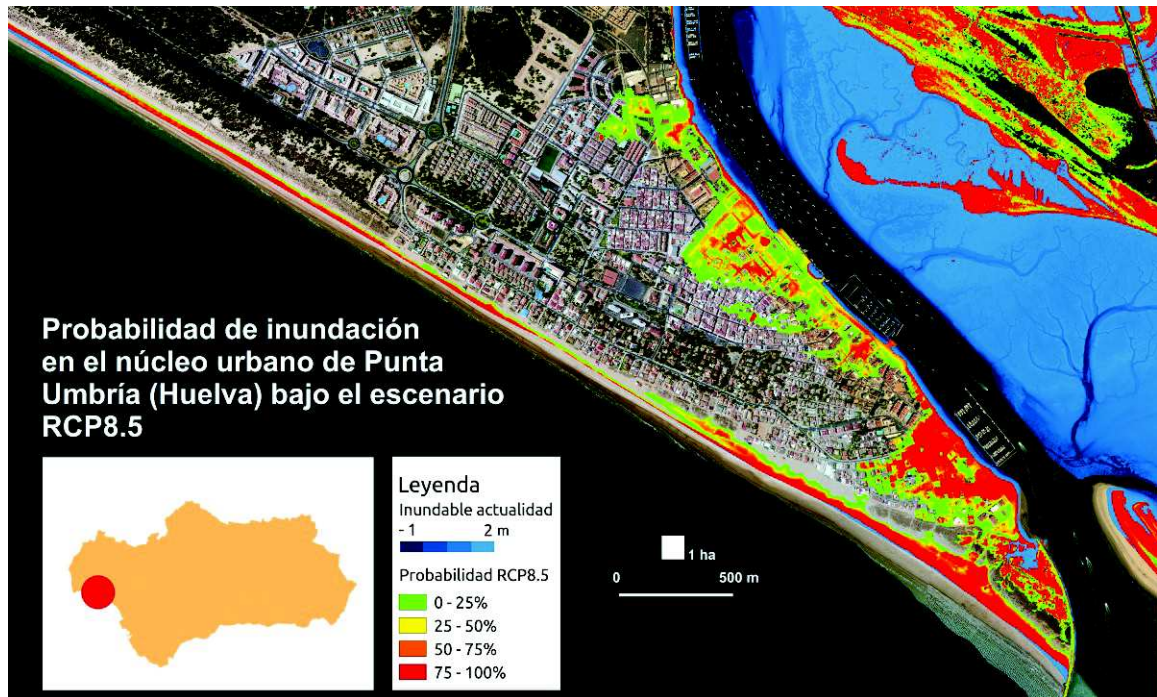 Probabilidad de inundación
en el núcleo urbano de Punta
Umbría (Huelva) bajo el escenario
RCP8.5
Leyenda
Inundable actualidad
- 1 2 m
Probabilidad RCP8.5
0 - 25%
25 - 50%
50 - 75%
75 - 100%
1 ha
0 500 m